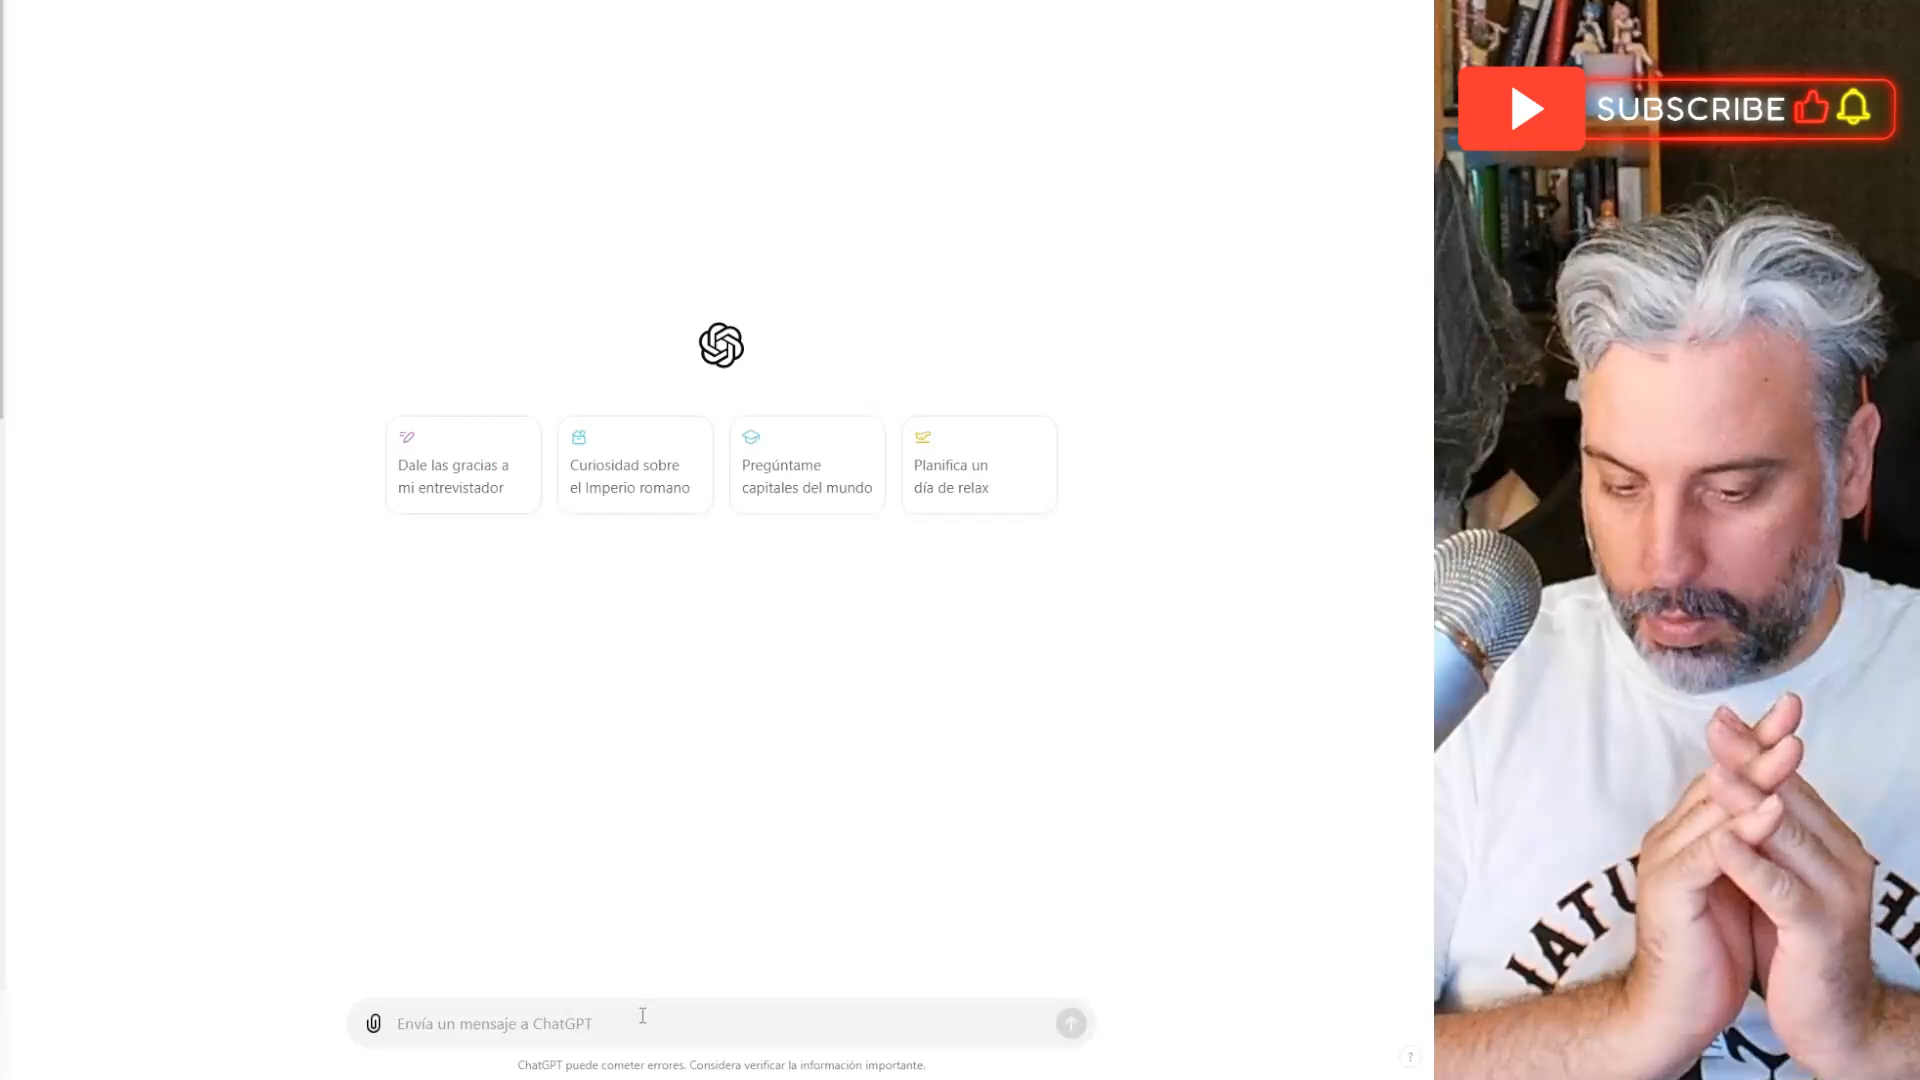 SUBSCRIBE
Dale las gracias a
mi entrevistador
Curiosidad sobre
el Imperio romano
Pregúntame
capitales del mundo
Planifica un
día de relax
Envía un mensaje a ChatGPT
ChatGPT puede cometer errores. Considera verificar la información importante.
?